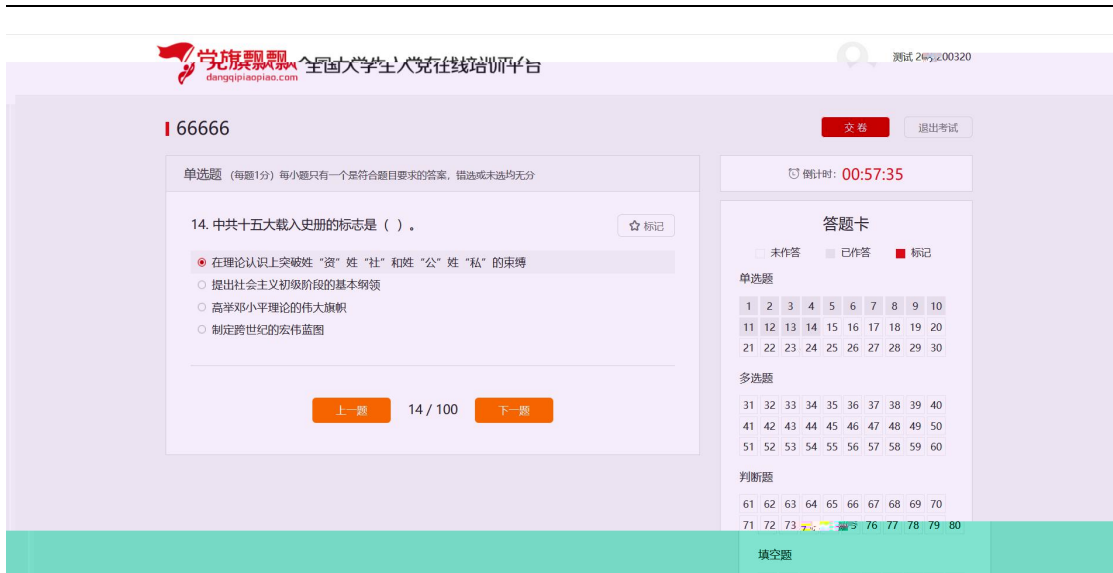 党旗飘飘 全国大学生入党在线培训平台
dangqipiaopiao.com
测试
66666
交卷
退出考试
单选题 (每题1分) 每小题只有一个是符合题目要求的答案,错选或未选均无分
倒计时: 00:57:35
14. 中共十五大载入史册的标志是( )。
标记
在理论认识上突破姓“资”姓“社”和姓“公”姓“私”的束缚
提出社会主义初级阶段的基本纲领
高举邓小平理论的伟大旗帜
制定跨世纪的宏伟蓝图
上一题
14 / 100
下一题
答题卡
未作答 已作答 标记
单选题
1 2 3 4 5 6 7 8 9 10
11 12 13 14 15 16 17 18 19 20
21 22 23 24 25 26 27 28 29 30
多选题
31 32 33 34 35 36 37 38 39 40
41 42 43 44 45 46 47 48 49 50
51 52 53 54 55 56 57 58 59 60
判断题
61 62 63 64 65 66 67 68 69 70
71 72 73 76 77 78 79 80
填空题